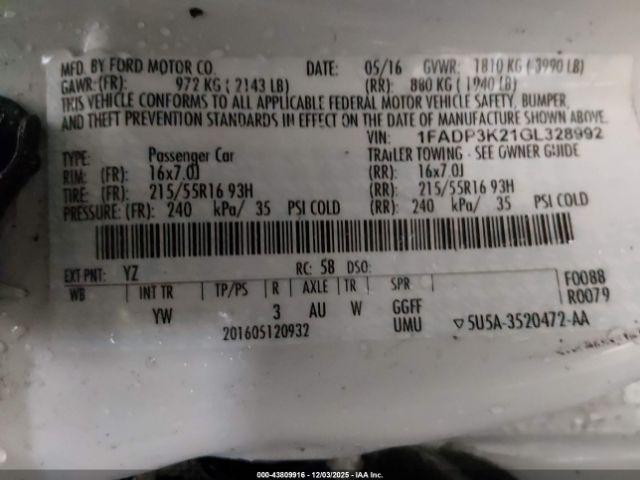 MFD. BY FORD MOTOR CO. DATE: 05/16 GVWR: 1810 KG ( 3990 LB)
GAWR: (FR): 972 KG ( 2143 LB) (RR): 880 KG ( 1940 LB)
THIS VEHICLE CONFORMS TO ALL APPLICABLE FEDERAL MOTOR VEHICLE SAFETY, BUMPER,
AND THEFT PREVENTION STANDARDS IN EFFECT ON THE DATE OF MANUFACTURE SHOWN ABOVE.
VIN: 1FADP3K21GL328992
TYPE: Passenger Car TRAILER TOWING - SEE OWNER GUIDE
RIM: (FR): 16x7.0J (RR): 16x7.0J
TIRE: (FR): 215/55R16 93H (RR): 215/55R16 93H
PRESSURE: (FR): 240 kPa/ 35 PSI COLD (RR): 240 kPa/ 35 PSI COLD
EXT PNT: YZ RC: 58 DSO: F0088
WB INT TR TP/PS R AXLE TR SPR R0079
YW 3 AU W GGFF
201605120932 UMU ▽5U5A-3520472-AA
000-43809916 - 12/03/2025 - IAA Inc.